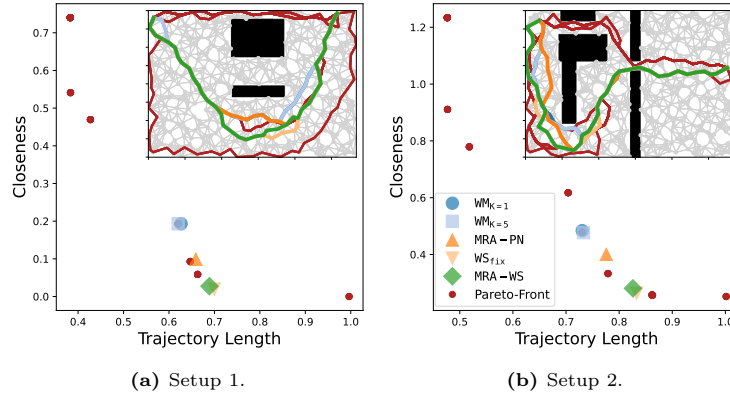 0.7
0.6
0.5
0.4
0.3
0.2
0.1
0.0
Closeness
0.4 0.5 0.6 0.7 0.8 0.9 1.0
Trajectory Length
(a) Setup 1.
1.2
1.0
0.8
0.6
0.4
Closeness
WM_{K=1}
WM_{K=5}
MRA-PN
WS_{fix}
MRA-WS
Pareto-Front
0.5 0.6 0.7 0.8 0.9 1.0
Trajectory Length
(b) Setup 2.